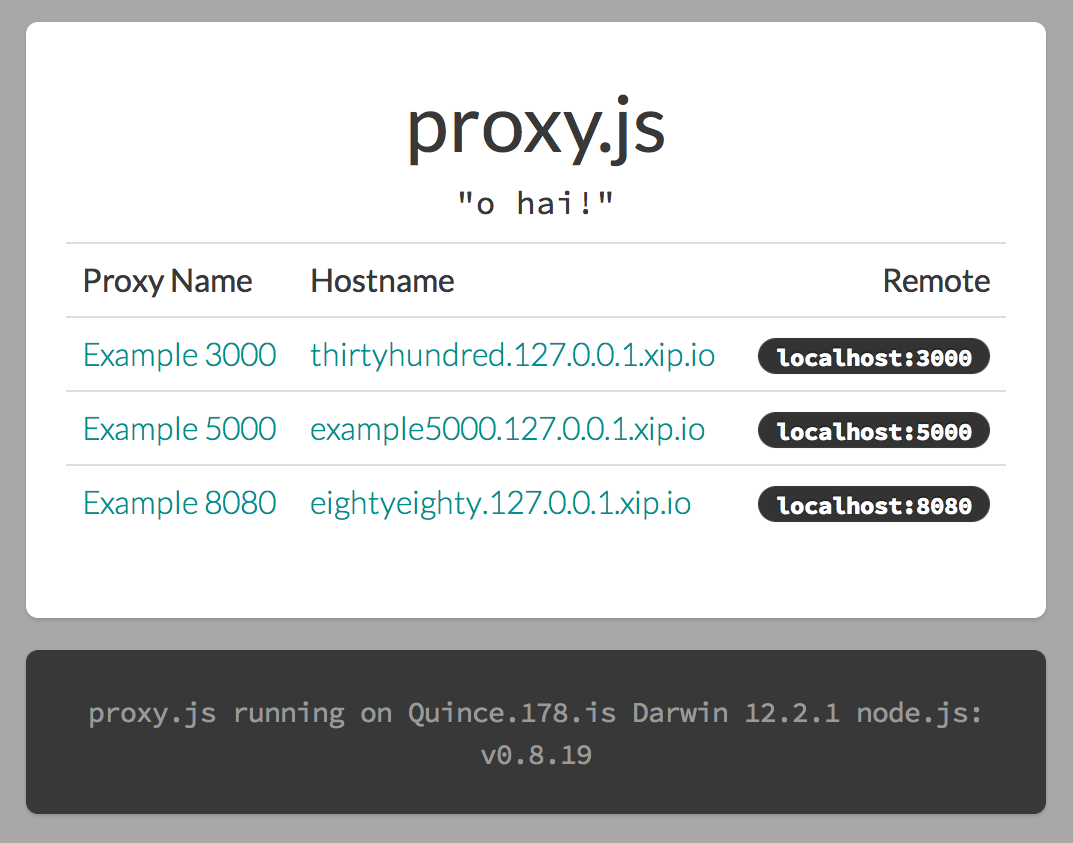 proxy.js
"o hai!"
Proxy Name Hostname Remote
Example 3000 thirtyhundred.127.0.0.1.xip.io localhost:3000
Example 5000 example5000.127.0.0.1.xip.io localhost:5000
Example 8080 eightyeighty.127.0.0.1.xip.io localhost:8080
proxy.js running on Quince.178.is Darwin 12.2.1 node.js:
v0.8.19